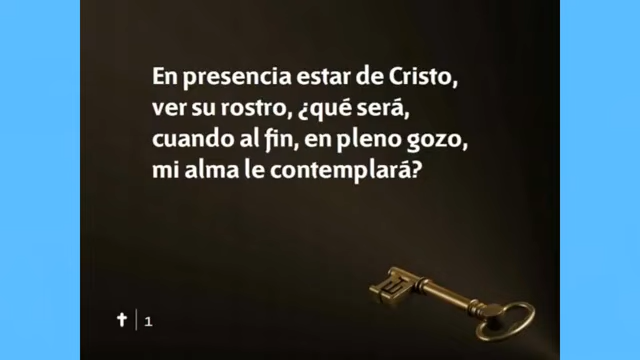 En presencia estar de Cristo,
ver su rostro, ¿qué será,
cuando al fin, en pleno gozo,
mi alma le contemplará?
1